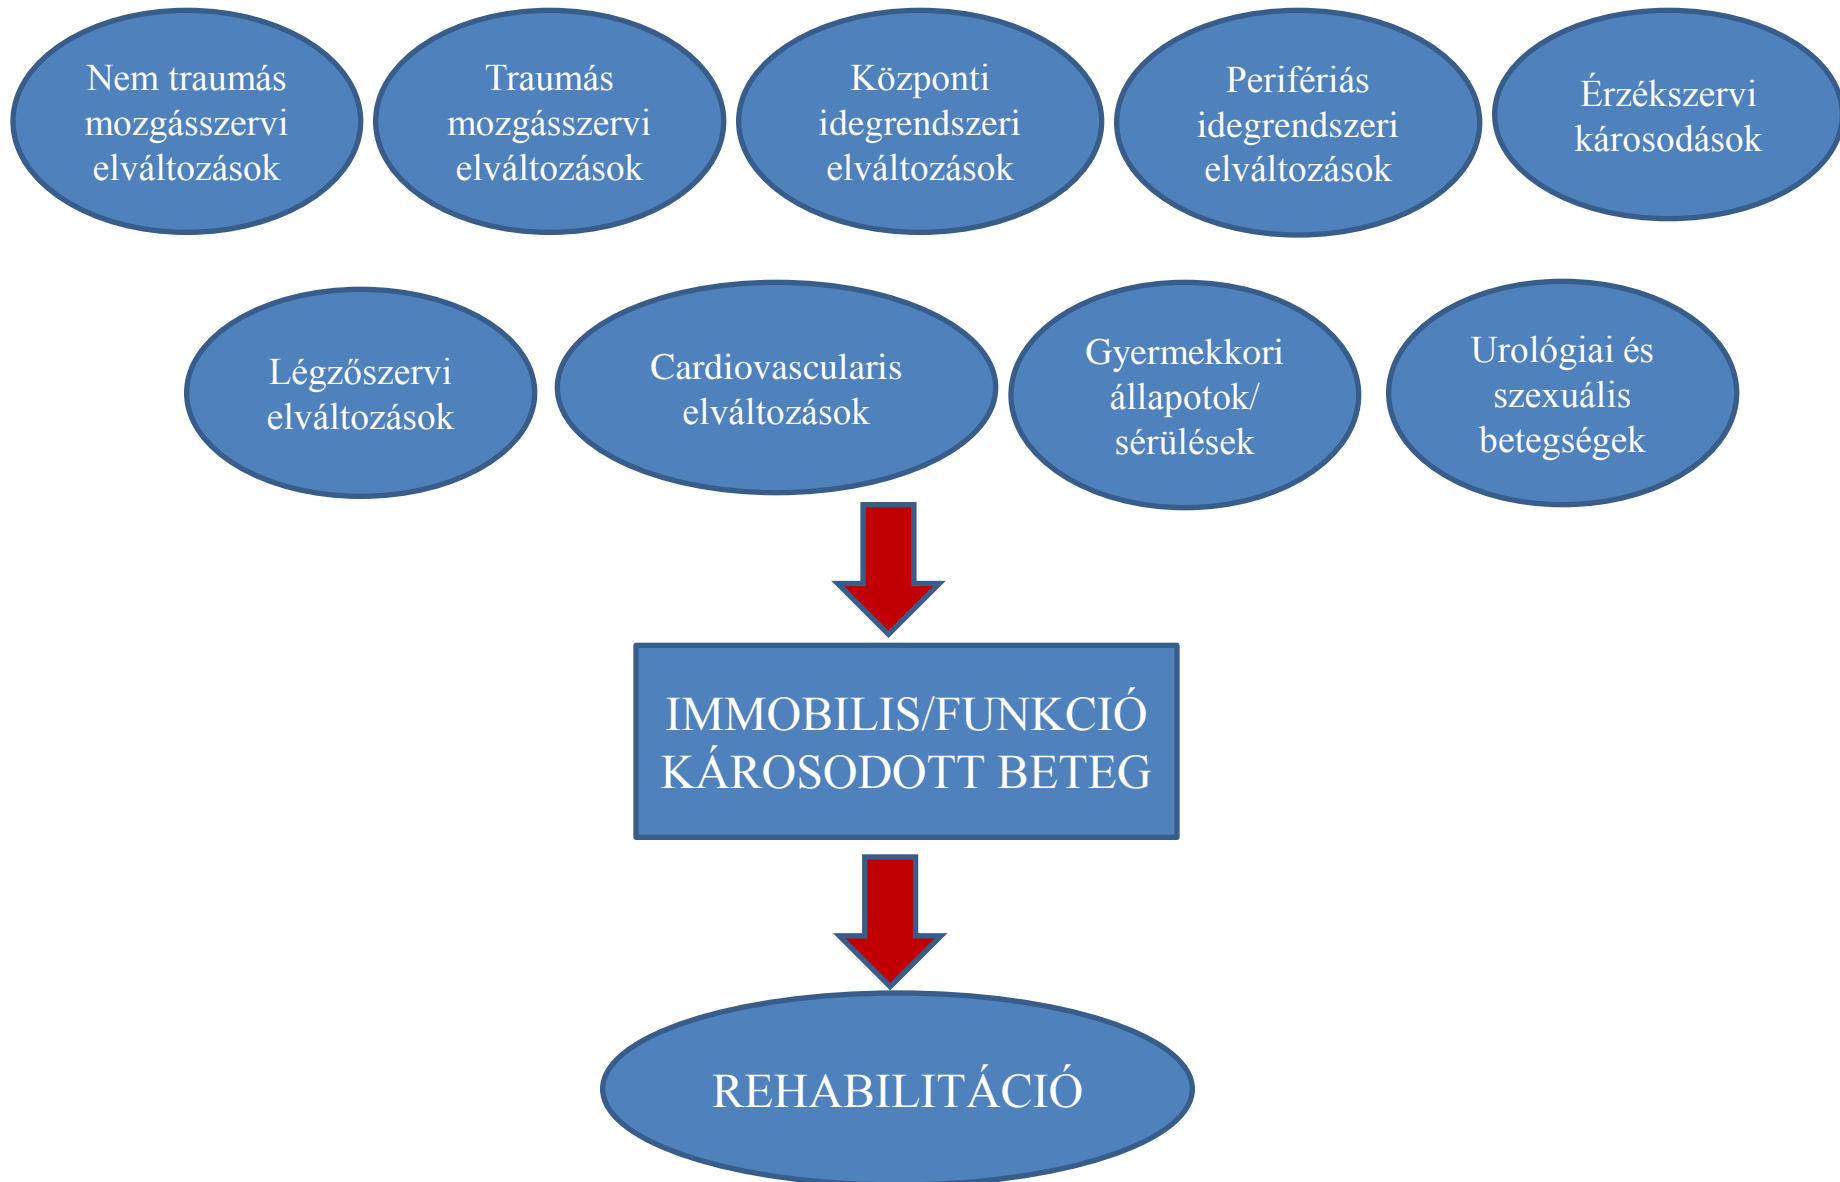 Nem traumás
mozgásszervi
elváltozások
Traumás
mozgásszervi
elváltozások
Központi
idegrendszeri
elváltozások
Perifériás
idegrendszeri
elváltozások
Érzékszervi
károsodások
Légzőszervi
elváltozások
Cardiovascularis
elváltozások
Gyermekkori
állapotok/
sérülések
Urológiai és
szexuális
betegségek
IMMOBILIS/FUNKCIÓ
KÁROSODOTT BETEG
REHABILITÁCIÓ